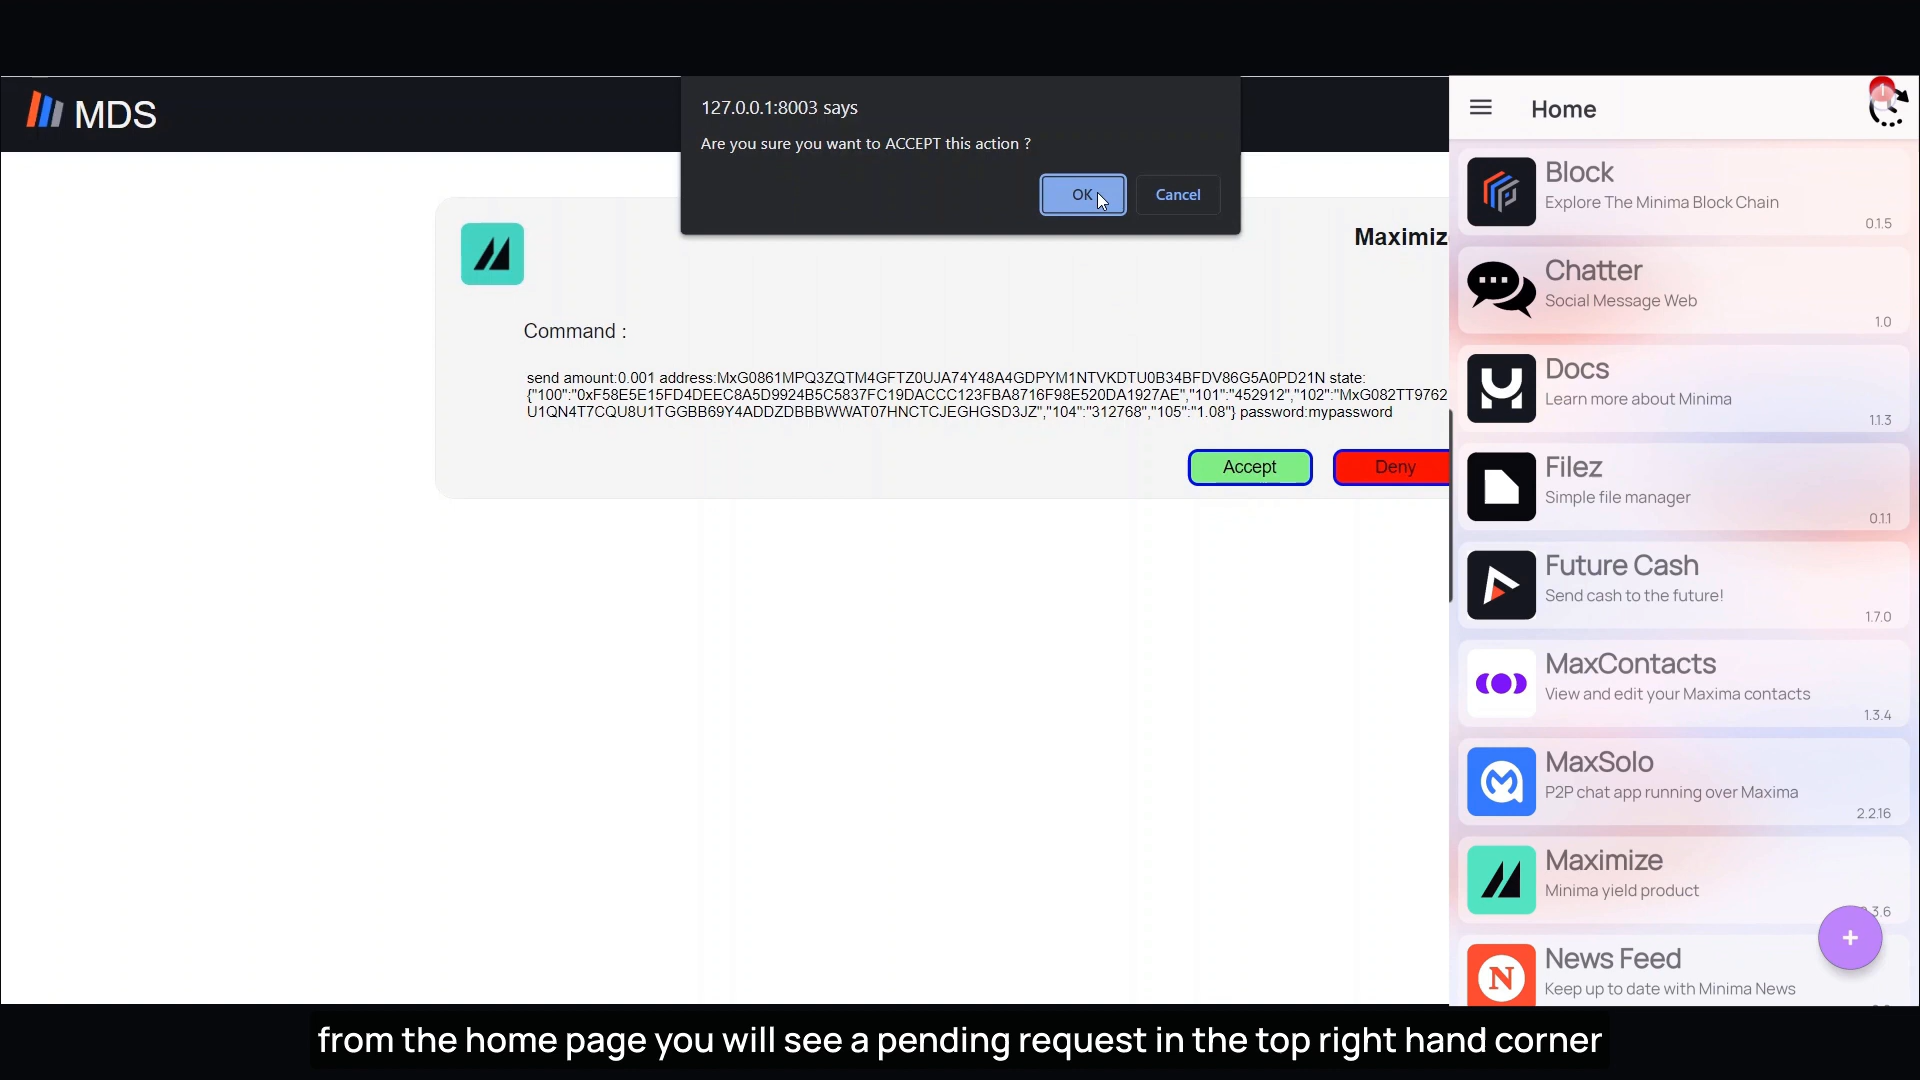 MDS
127.0.0.1:8003 says
Are you sure you want to ACCEPT this action ?
OK
Cancel
Maximiz
Command :
send amount:0.001 address:MxG0861MPQ3ZQTM4GFTZ0UJA74Y48A4GDPYM1NTVKDTU0B34BFDV86G5A0PD21N state:
{"100":"0xF58E5E15FD4DEEC8A5D9924B5C5837FC19DACCC123FBA8716F98E520DA1927AE","101":"452912","102":"MxG082TT9762
U1QN4T7CQU8U1TGGBB69Y4ADDZDBBBWWAT07HNCTCJEGHGSD3JZ","104":"312768","105":"1.08"} password:mypassword
Accept
Deny
Home
1
Block
Explore The Minima Block Chain
0.1.5
Chatter
Social Message Web
1.0
Docs
Learn more about Minima
1.1.3
Filez
Simple file manager
0.1.1
Future Cash
Send cash to the future!
1.7.0
MaxContacts
View and edit your Maxima contacts
1.3.4
MaxSolo
P2P chat app running over Maxima
2.2.16
Maximize
Minima yield product
3.6
+
News Feed
Keep up to date with Minima News
from the home page you will see a pending request in the top right hand corner